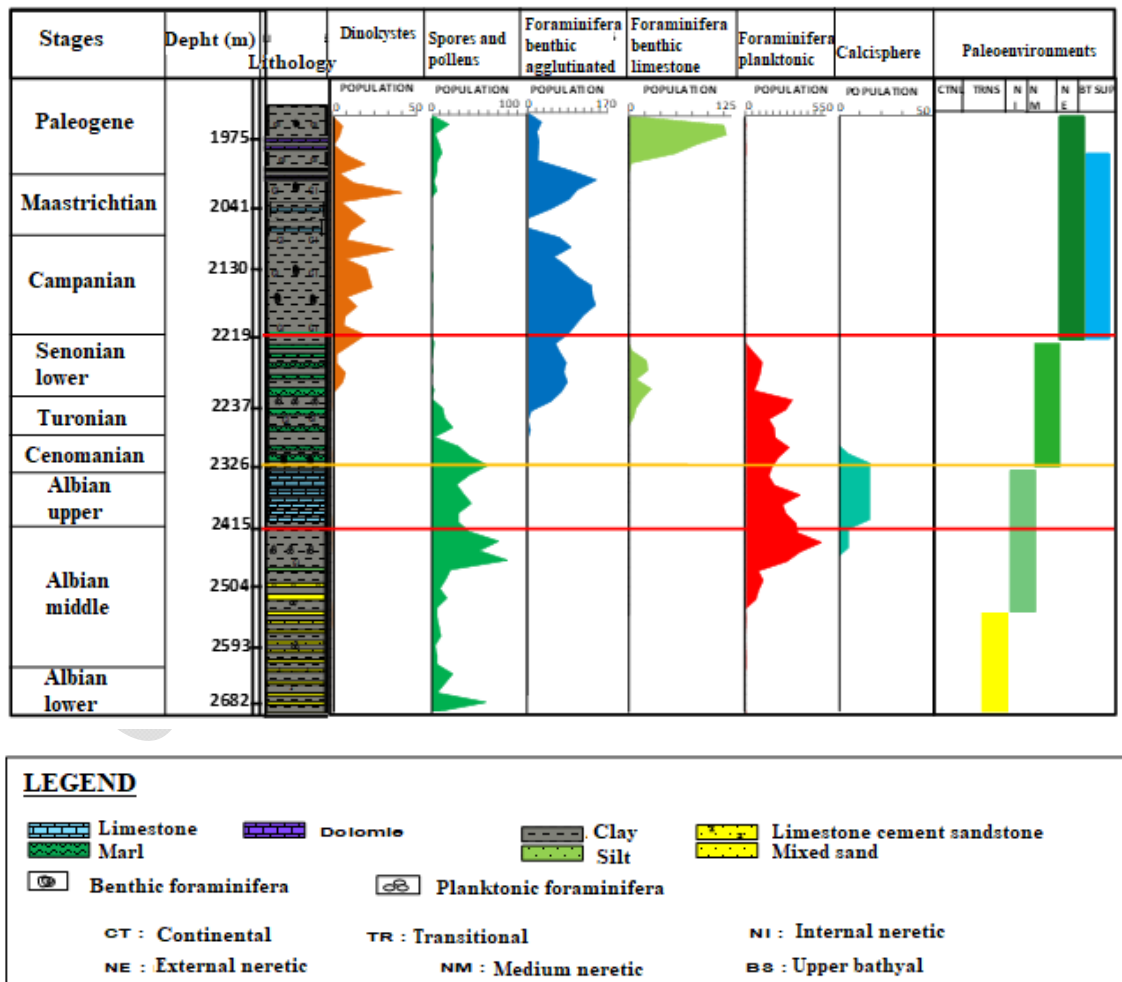 Stages
Depht (m)
Lithology
Dinokystes
Spores and
pollens
Foraminifera
benthic
agglutinated
Foraminifera
benthic
limestone
Foraminifera
planktonic
Calcisphere
Paleoenvironments
POPULATION
0 50
POPULATION
0 100
POPULATION
0 170
POPULATION
0 125
POPULATION
0 550
POPULATION
0 50
CTNL
TRNS
N
I
N
M
N
E
BT SUP
Paleogene
Maastrichtian
Campanian
Senonian
lower
Turonian
Cenomanian
Albian
upper
Albian
middle
Albian
lower
1975
2041
2130
2219
2237
2326
2415
2504
2593
2682
LEGEND
Limestone
Dolomie
Clay
Limestone cement sandstone
Marl
Silt
Mixed sand
Benthic foraminifera
Planktonic foraminifera
CT : Continental
TR : Transitional
NI : Internal neretic
NE : External neretic
NM : Medium neretic
BS : Upper bathyal